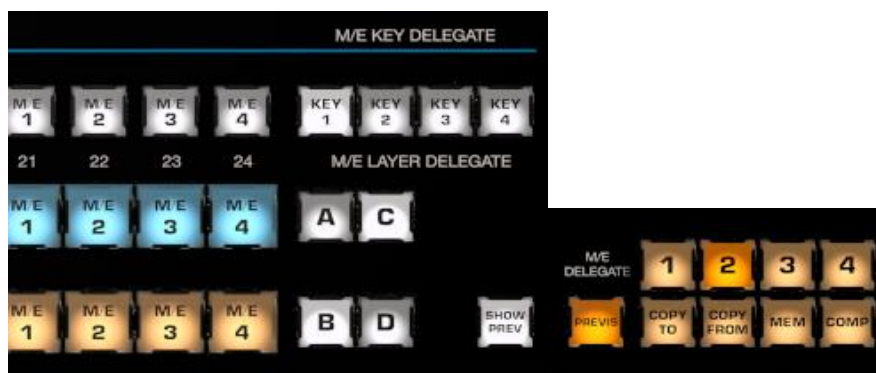 M/E KEY DELEGATE
M/E 1 M/E 2 M/E 3 M/E 4 KEY 1 KEY 2 KEY 3 KEY 4
21 22 23 24 M/E LAYER DELEGATE
M/E 1 M/E 2 M/E 3 M/E 4 A C
M/E DELEGATE 1 2 3 4
M/E 1 M/E 2 M/E 3 M/E 4 B D SHOW PREV PREVIS COPY TO COPY FROM MEM COMP